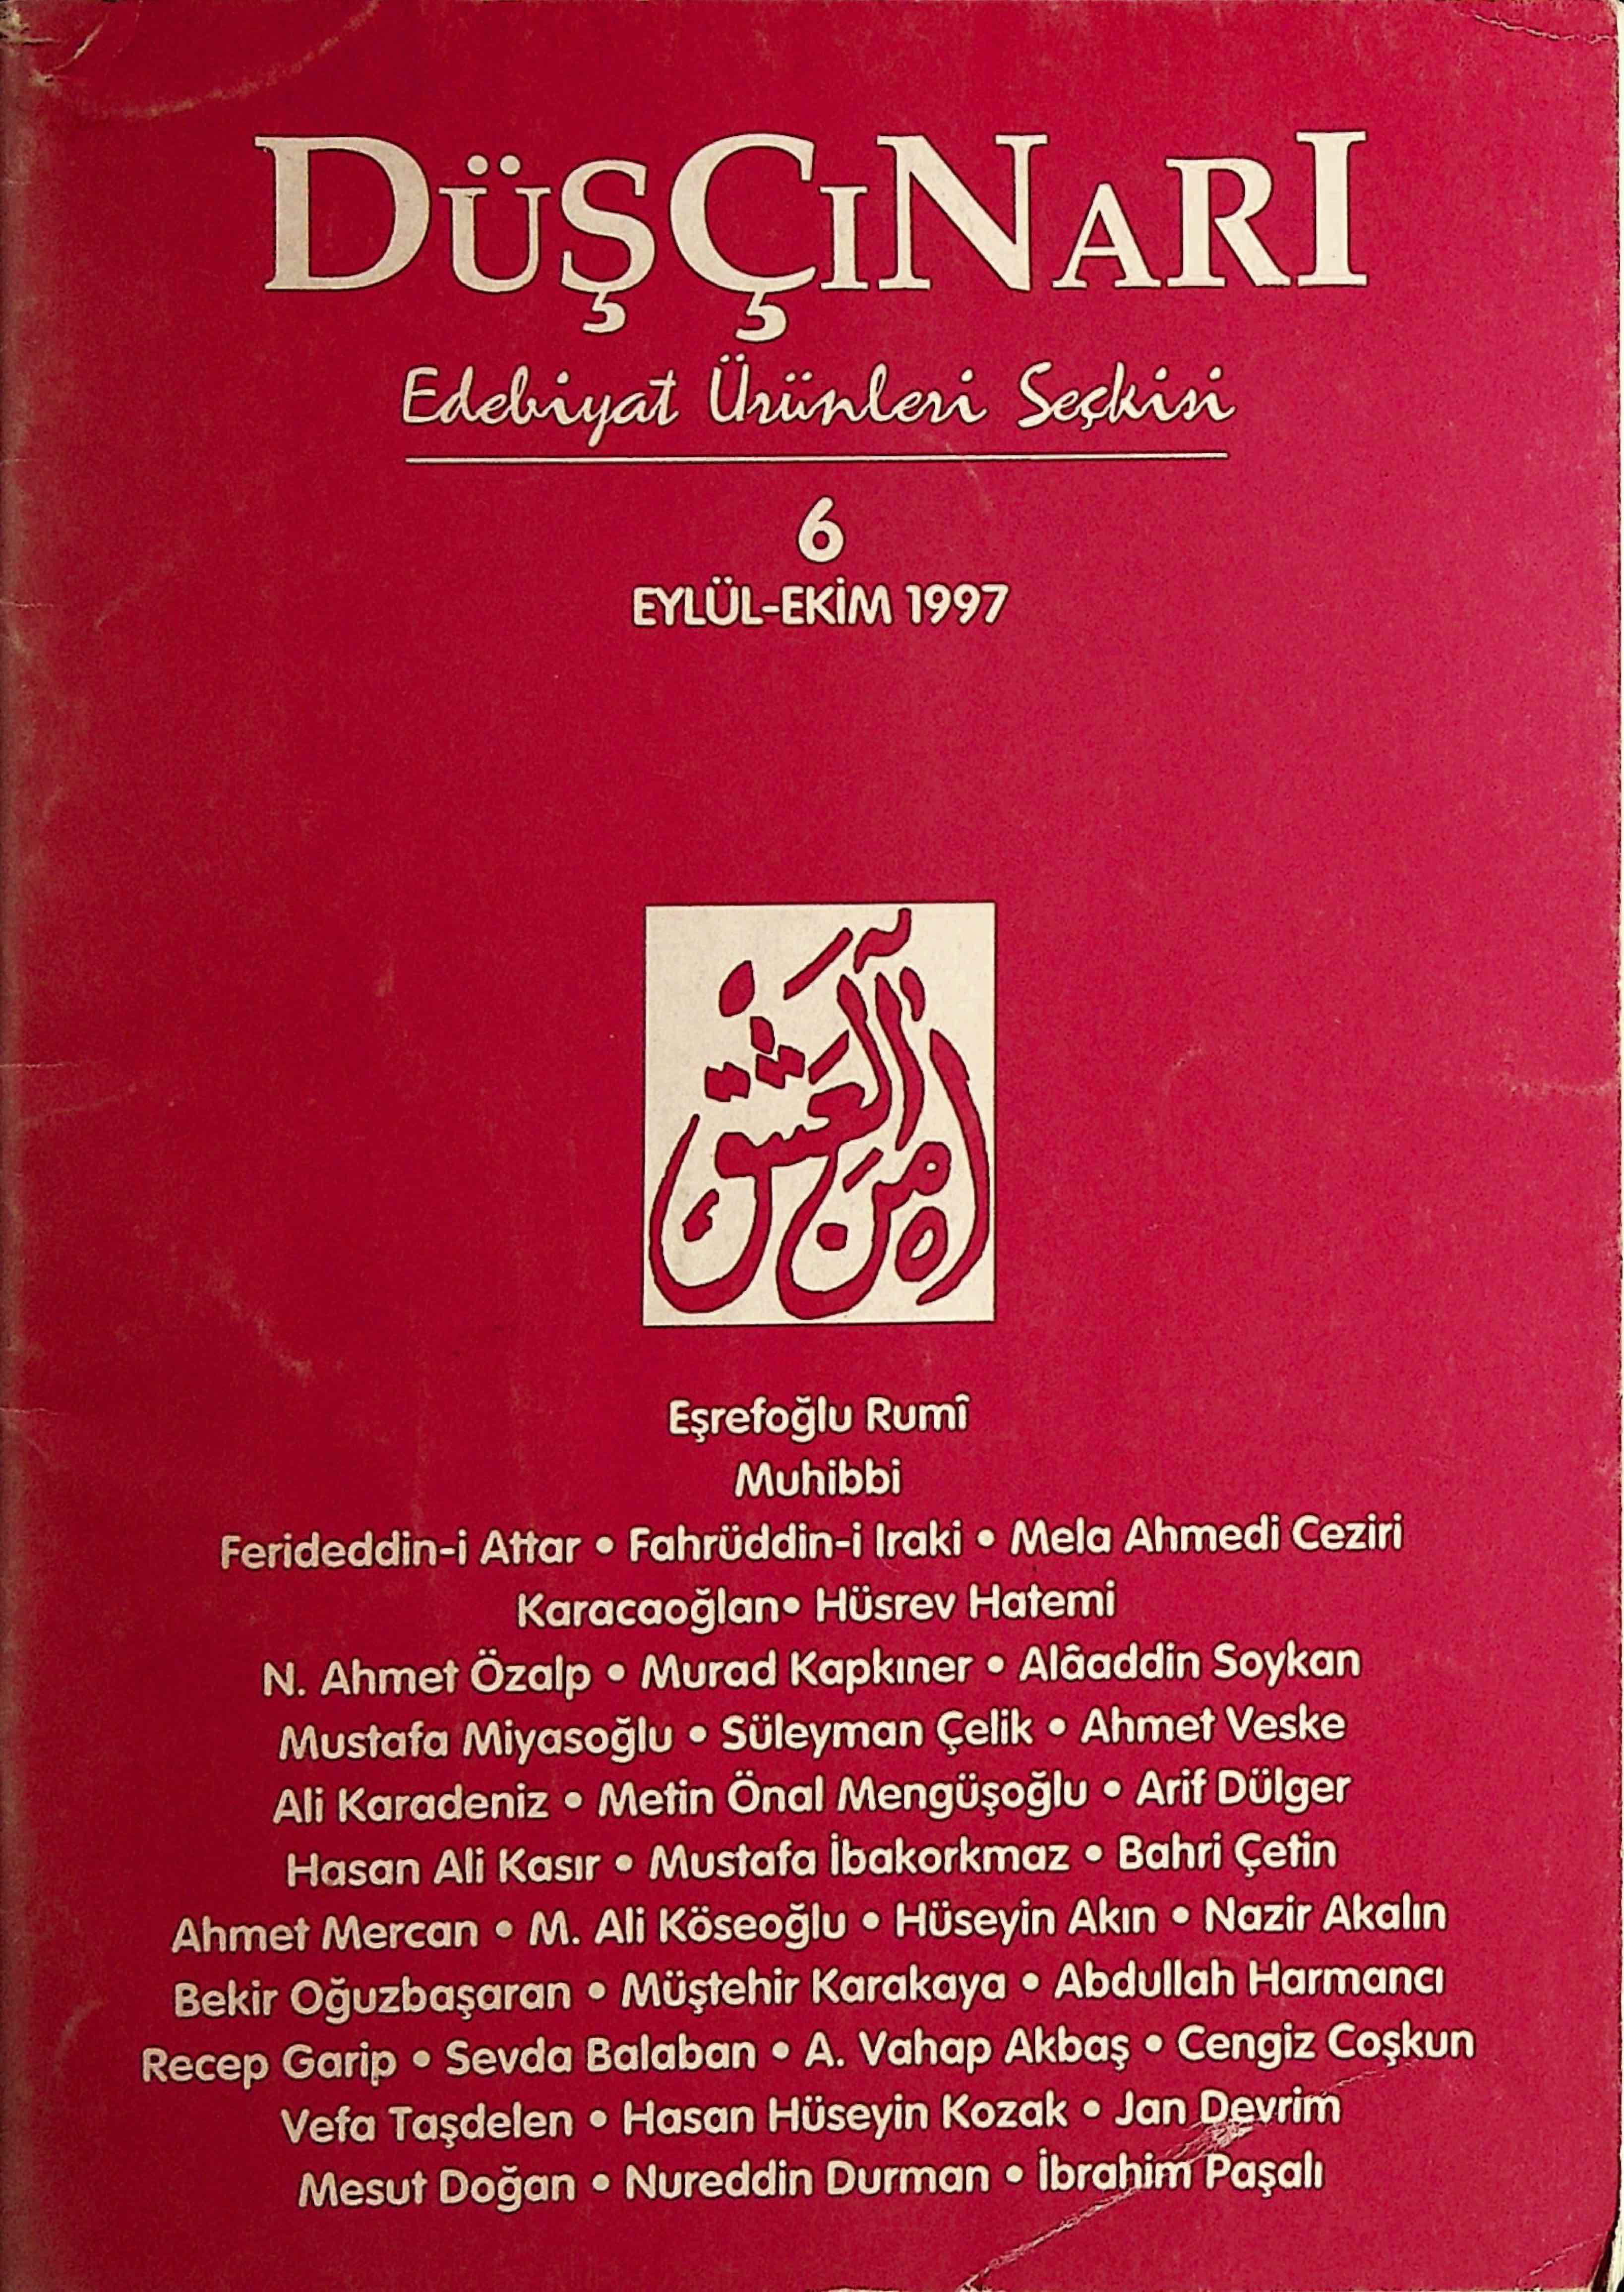 DÜŞÇINARI
Edebiyat Ürünleri Seçkisi
6
EYLÜL-EKİM 1997
آه من العشق
Eşrefoğlu Rumî
Muhibbi
Ferideddin-i Attar • Fahrüddin-i Iraki • Mela Ahmedi Ceziri
Karacaoğlan• Hüsrev Hatemi
N. Ahmet Özalp • Murad Kapkıner • Alâaddin Soykan
Mustafa Miyasoğlu • Süleyman Çelik • Ahmet Veske
Ali Karadeniz • Metin Önal Mengüşoğlu • Arif Dülger
Hasan Ali Kasır • Mustafa İbakorkmaz • Bahri Çetin
Ahmet Mercan • M. Ali Köseoğlu • Hüseyin Akın • Nazir Akalın
Bekir Oğuzbaşaran • Müştehir Karakaya • Abdullah Harmancı
Recep Garip • Sevda Balaban • A. Vahap Akbaş • Cengiz Coşkun
Vefa Taşdelen • Hasan Hüseyin Kozak • Jan Devrim
Mesut Doğan • Nureddin Durman • İbrahim Paşalı